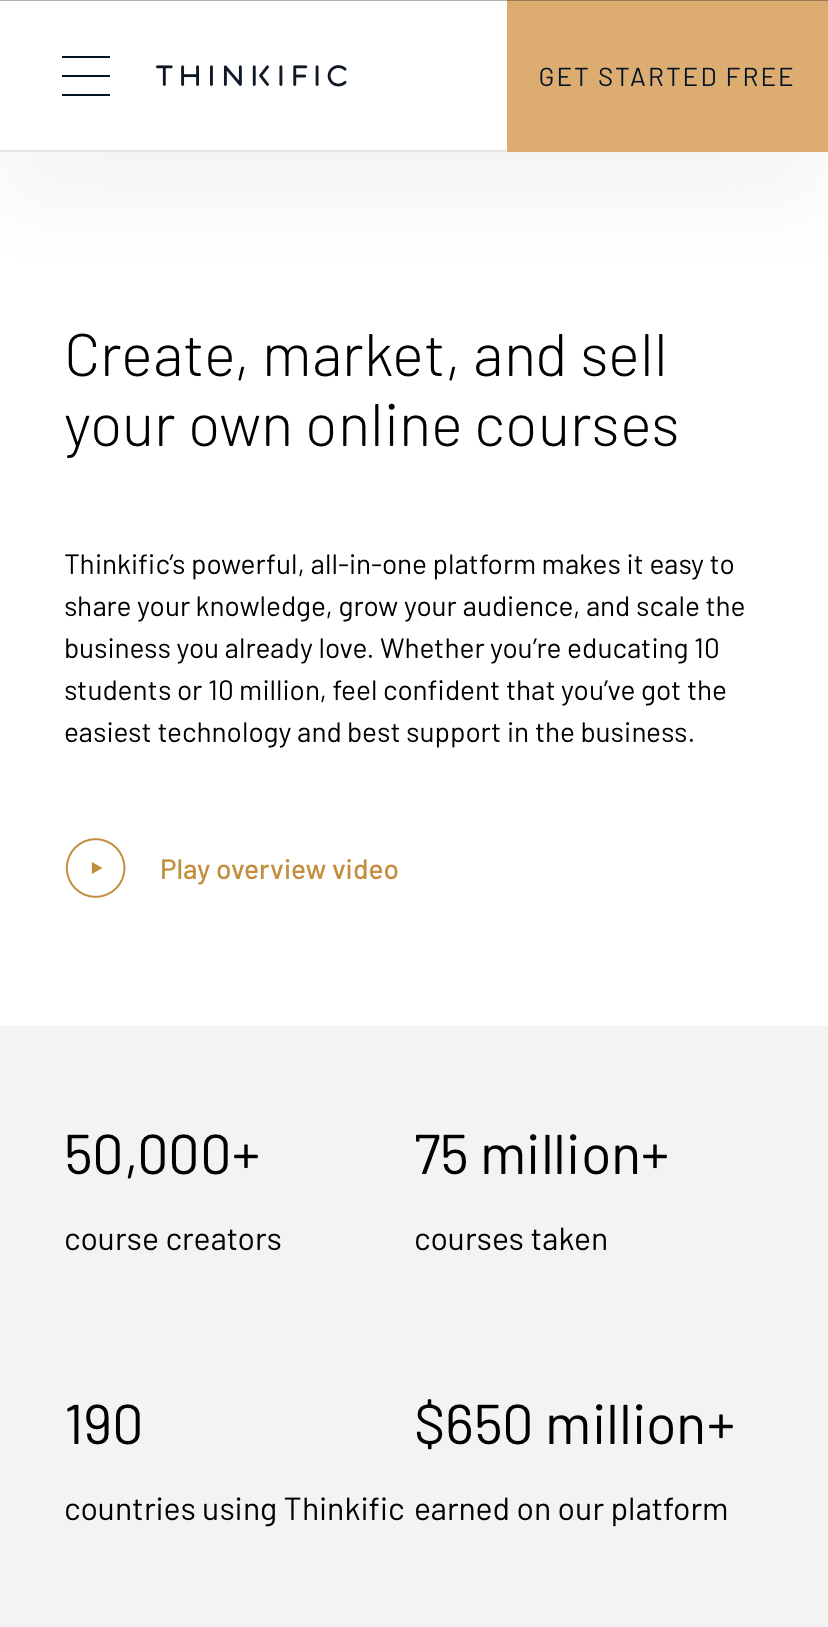 THINKIFIC
GET STARTED FREE
Create, market, and sell
your own online courses
Thinkific’s powerful, all-in-one platform makes it easy to
share your knowledge, grow your audience, and scale the
business you already love. Whether you’re educating 10
students or 10 million, feel confident that you’ve got the
easiest technology and best support in the business.
Play overview video
50,000+
course creators
75 million+
courses taken
190
countries using Thinkific
$650 million+
earned on our platform